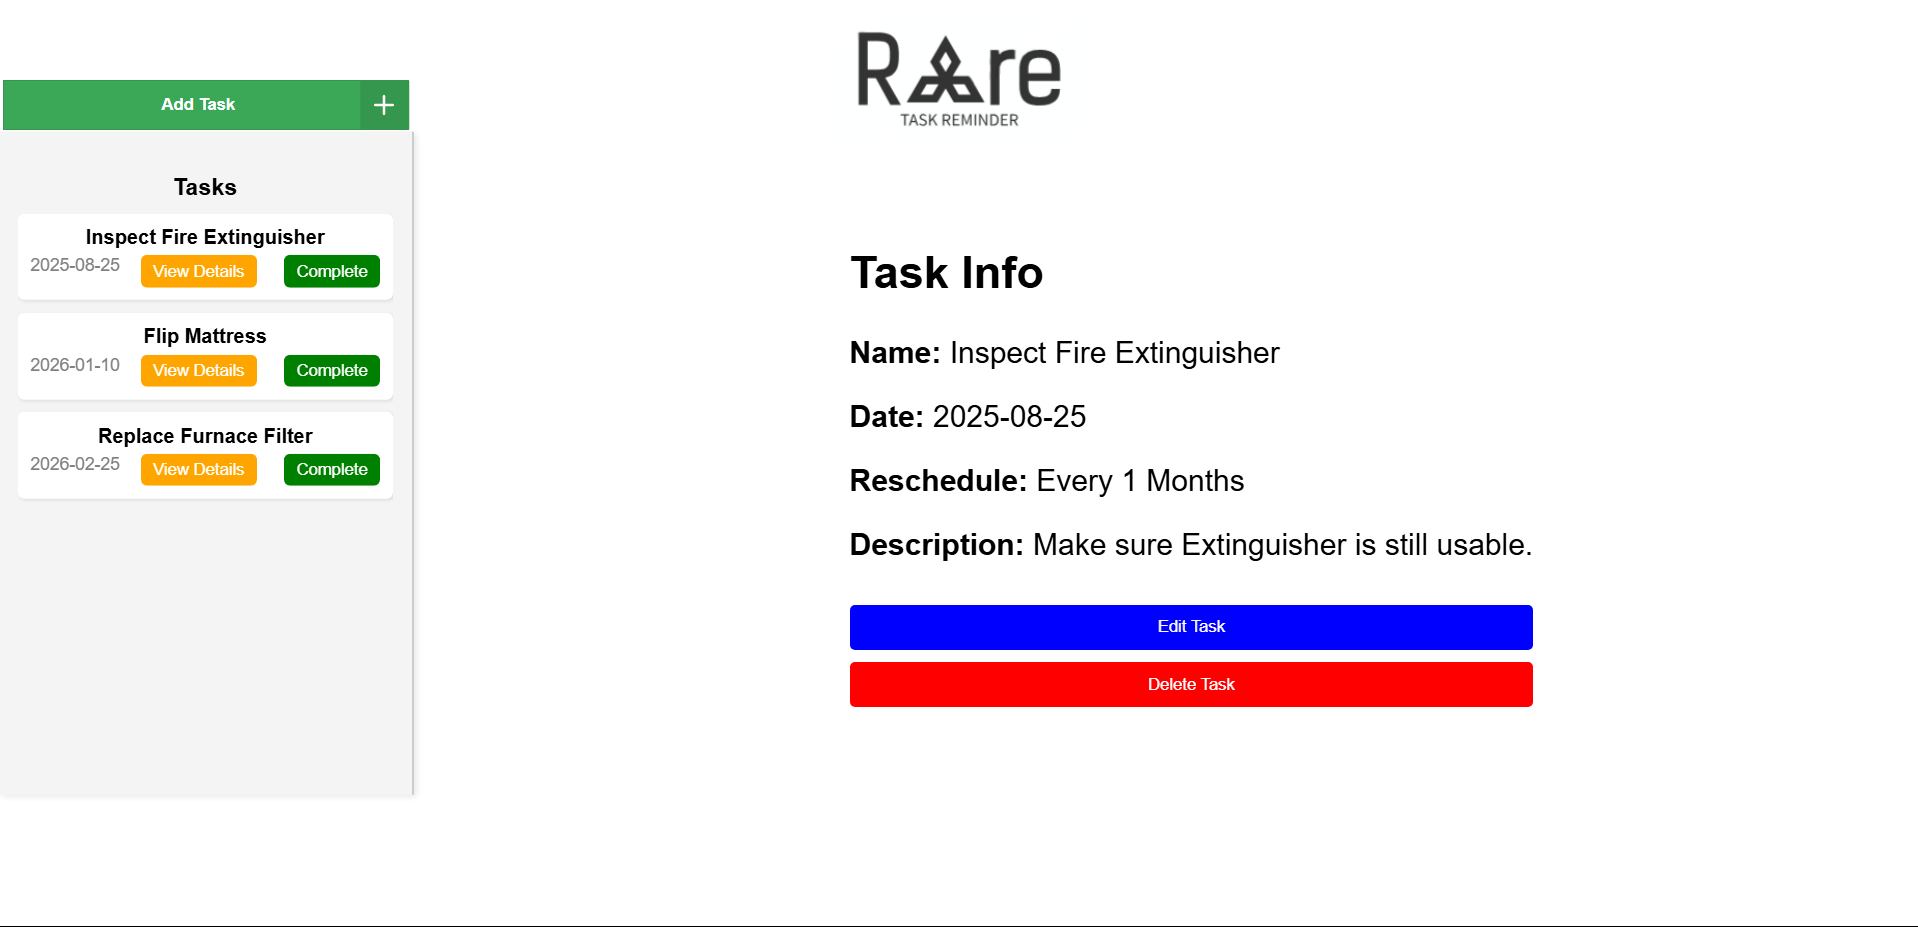 Rare
TASK REMINDER
Add Task
Tasks
Inspect Fire Extinguisher
2025-08-25 View Details Complete
Flip Mattress
2026-01-10 View Details Complete
Replace Furnace Filter
2026-02-25 View Details Complete
Task Info
Name: Inspect Fire Extinguisher
Date: 2025-08-25
Reschedule: Every 1 Months
Description: Make sure Extinguisher is still usable.
Edit Task
Delete Task